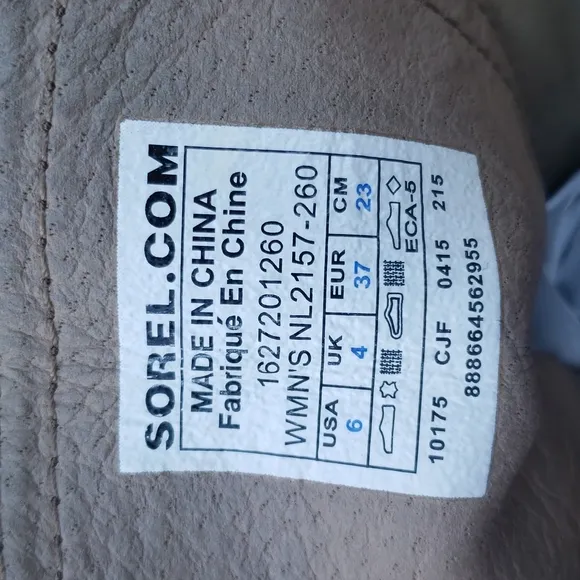 SOREL.COM
MADE IN CHINA
Fabriqué En Chine
1627201260
WMN'S NL2157-260
USA UK EUR CM
6 4 37 23
ECA-5
10175 CJF 0415 215
888664562955